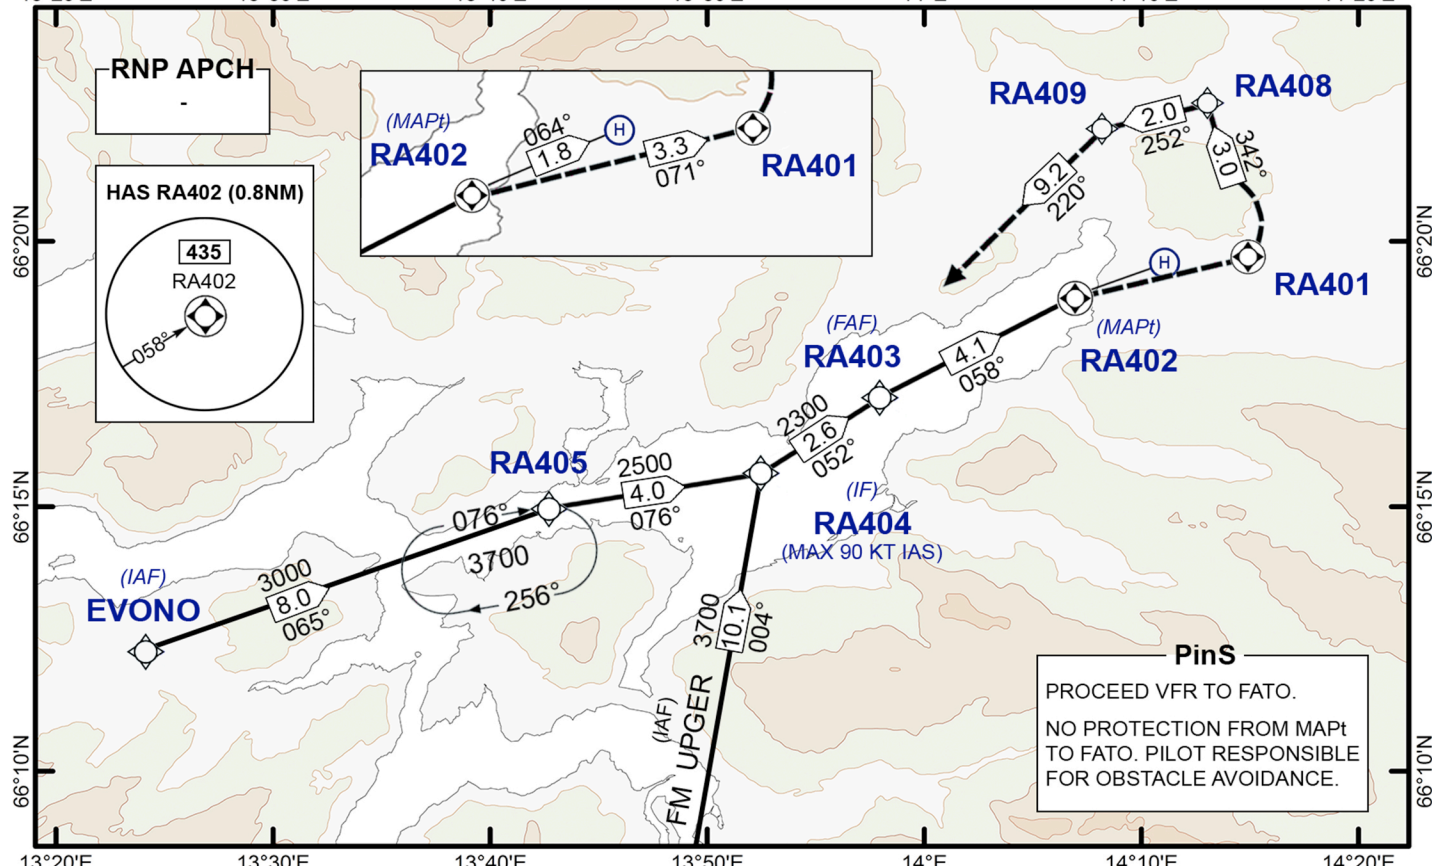 RNP APCH
-
HAS RA402 (0.8NM)
435
RA402
058°
(MAPt)
RA402
064°
1.8
H
3.3
071°
RA401
RA409
RA408
2.0
252°
342°
3.0
9.2
220°
H
RA401
(MAPt)
RA402
(FAF)
RA403
4.1
058°
2300
2.6
052°
RA405
2500
4.0
076°
(IF)
RA404
(MAX 90 KT IAS)
076°
3700
256°
(IAF)
EVONO
3000
8.0
065°
3700
10.1
004°
(IAF)
FM UPGER
PinS
PROCEED VFR TO FATO.
NO PROTECTION FROM MAPt
TO FATO. PILOT RESPONSIBLE
FOR OBSTACLE AVOIDANCE.
66°20'N
66°15'N
66°10'N
66°20'N
66°15'N
66°10'N
13°20'E
13°30'E
13°40'E
13°50'E
14°E
14°10'E
14°20'E